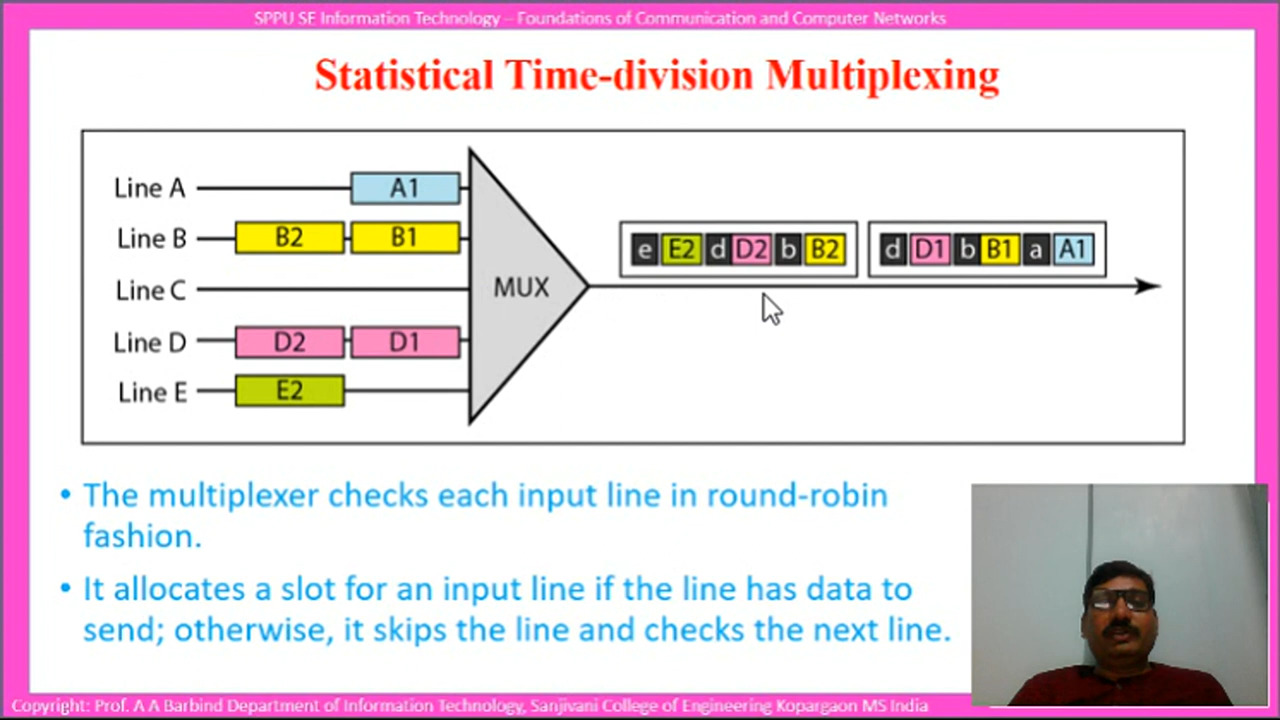 SPPU SE Information Technology – Foundations of Communication and Computer Networks
Statistical Time-division Multiplexing
Line A A1
Line B B2 B1
Line C
Line D D2 D1
Line E E2
MUX
e E2 d D2 b B2 d D1 b B1 a A1
• The multiplexer checks each input line in round-robin
fashion.
• It allocates a slot for an input line if the line has data to
send; otherwise, it skips the line and checks the next line.
Copyright: Prof. A A Barbind Department of Information Technology, Sanjivani College of Engineering Kopargaon MS India